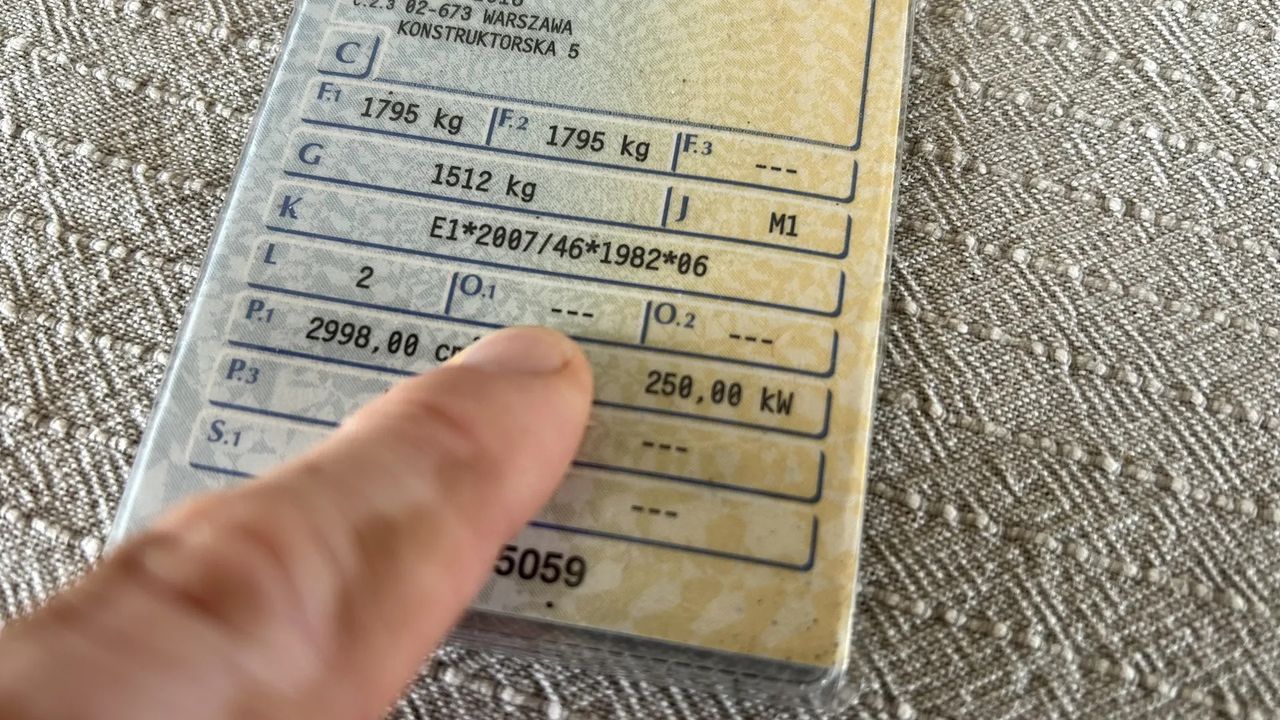 C.2.3 02-673 WARSZAWA
KONSTRUKTORSKA 5
C
F.1 1795 kg F.2 1795 kg F.3 ---
G 1512 kg J M1
K E1*2007/46*1982*06
L 2 O.1 --- O.2 ---
P.1 2998,00 250,00 kW
P.3 ---
S.1 ---
5059